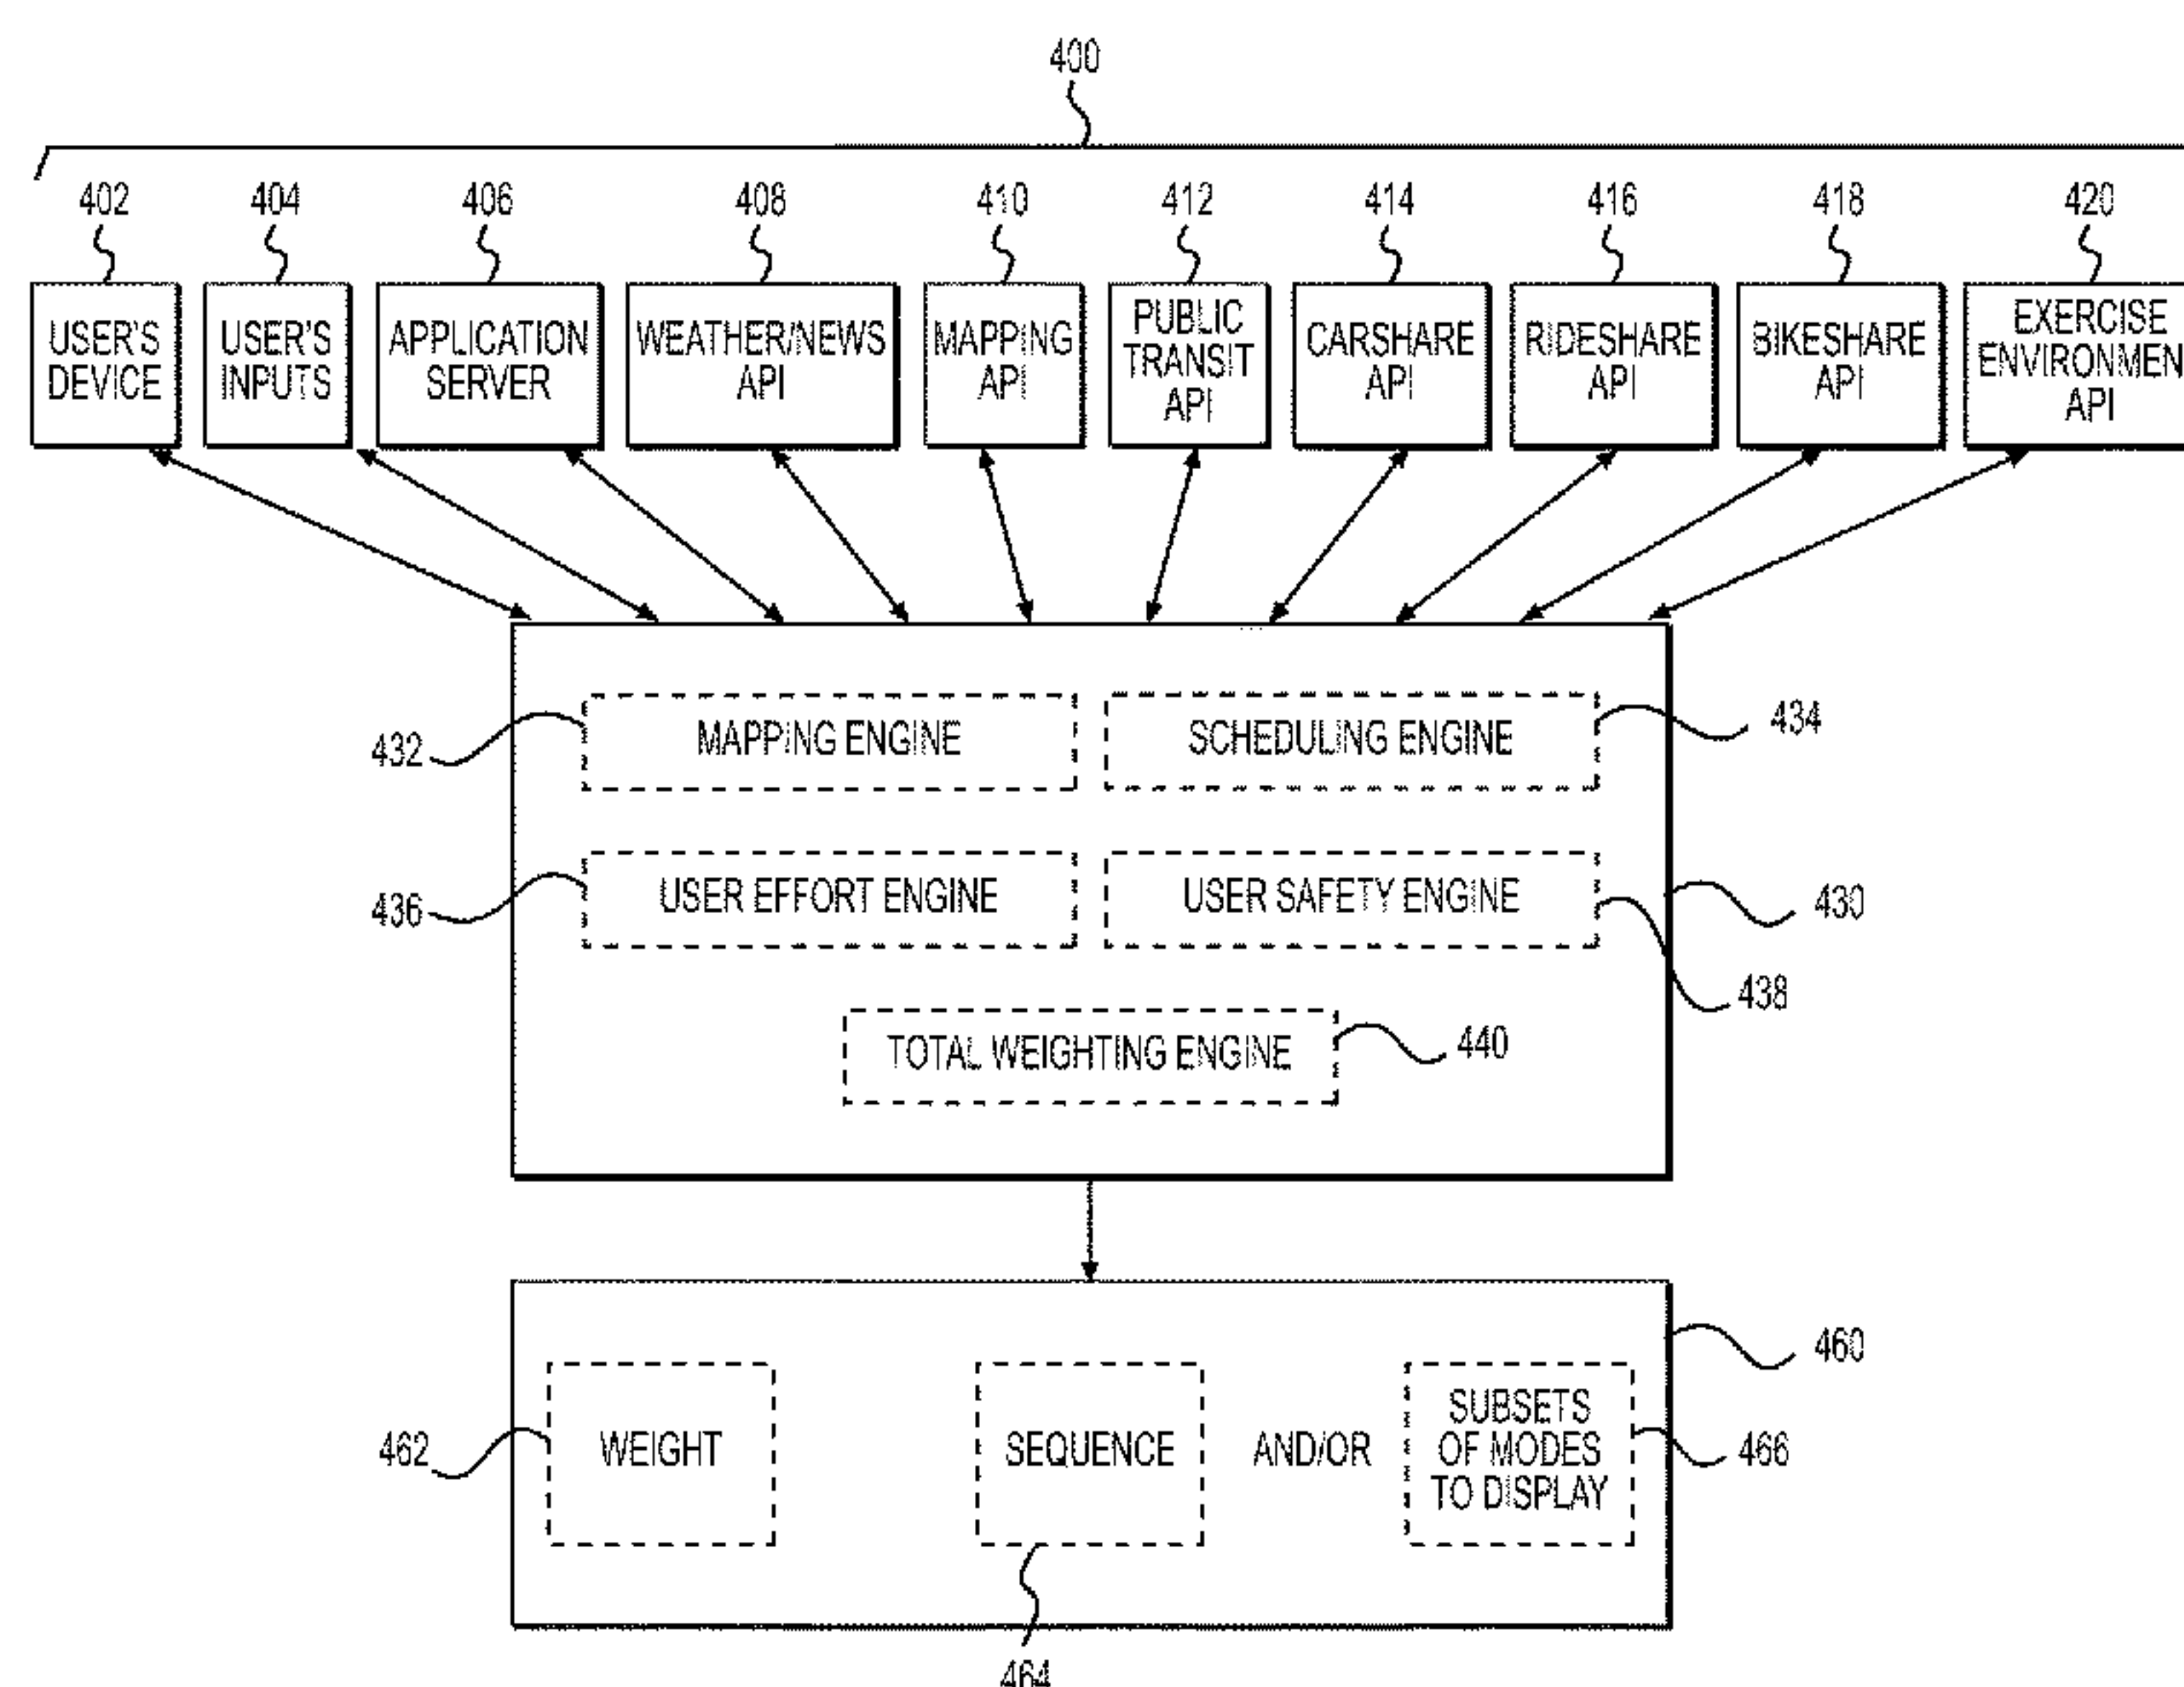 400
402 404 406 408 410 412 414 416 418 420
USER'S
DEVICE
USER'S
INPUTS
APPLICATION
SERVER
WEATHER/NEWS
API
MAPPING
API
PUBLIC
TRANSIT
API
CARSHARE
API
RIDESHARE
API
BIKESHARE
API
EXERCISE
ENVIRONMEN
API
432
MAPPING ENGINE
SCHEDULING ENGINE
434
436
USER EFFORT ENGINE
USER SAFETY ENGINE
430
438
TOTAL WEIGHTING ENGINE
440
460
462
WEIGHT
SEQUENCE
AND/OR
SUBSETS
OF MODES
TO DISPLAY
466
464